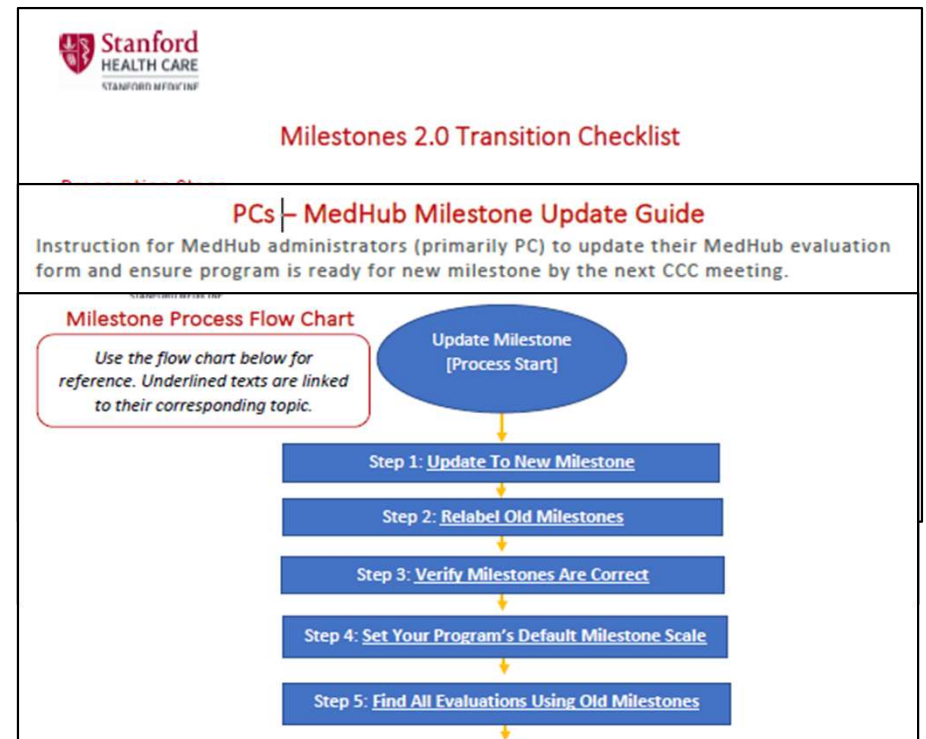 Stanford
HEALTH CARE
STANFORD MEDICINE
Milestones 2.0 Transition Checklist
PCs – MedHub Milestone Update Guide
Instruction for MedHub administrators (primarily PC) to update their MedHub evaluation
form and ensure program is ready for new milestone by the next CCC meeting.
Milestone Process Flow Chart
Use the flow chart below for
reference. Underlined texts are linked
to their corresponding topic.
Update Milestone
[Process Start]
Step 1: Update To New Milestone
Step 2: Relabel Old Milestones
Step 3: Verify Milestones Are Correct
Step 4: Set Your Program's Default Milestone Scale
Step 5: Find All Evaluations Using Old Milestones